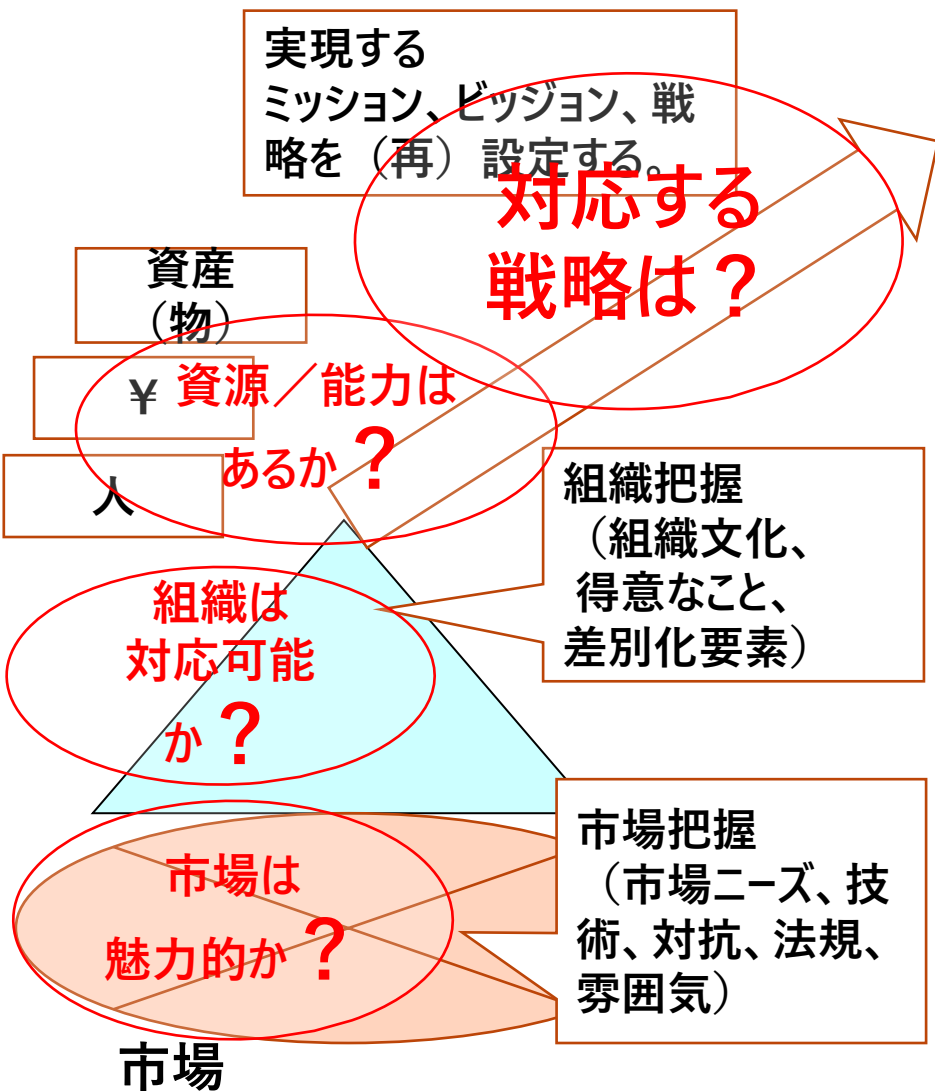 実現する
ミッション、ビッジョン、戦
略を（再）設定する。
対応する
戦略は？
資産
（物）
￥
資源／能力は
あるか？
人
組織把握
（組織文化、
得意なこと、
差別化要素）
組織は
対応可能
か？
市場把握
（市場ニーズ、技
術、対抗、法規、
雰囲気）
市場は
魅力的か？
市場